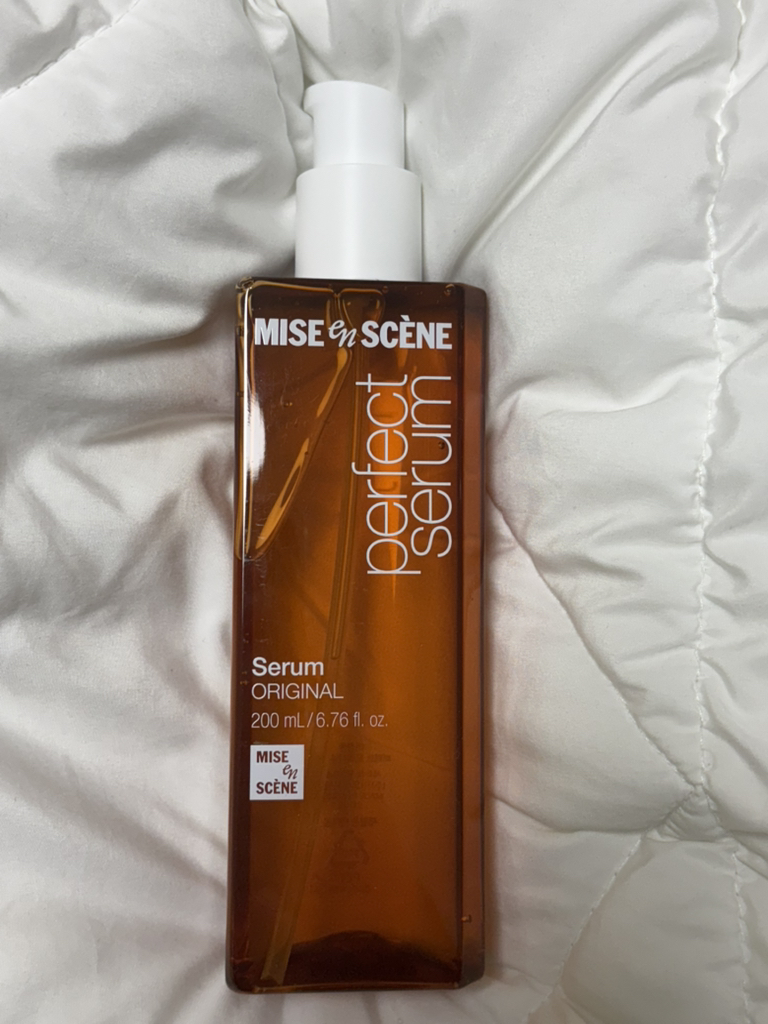 MISE en SCÈNE
perfect
serum
Serum
ORIGINAL
200 mL / 6.76 fl. oz.
MISE
en
SCÈNE